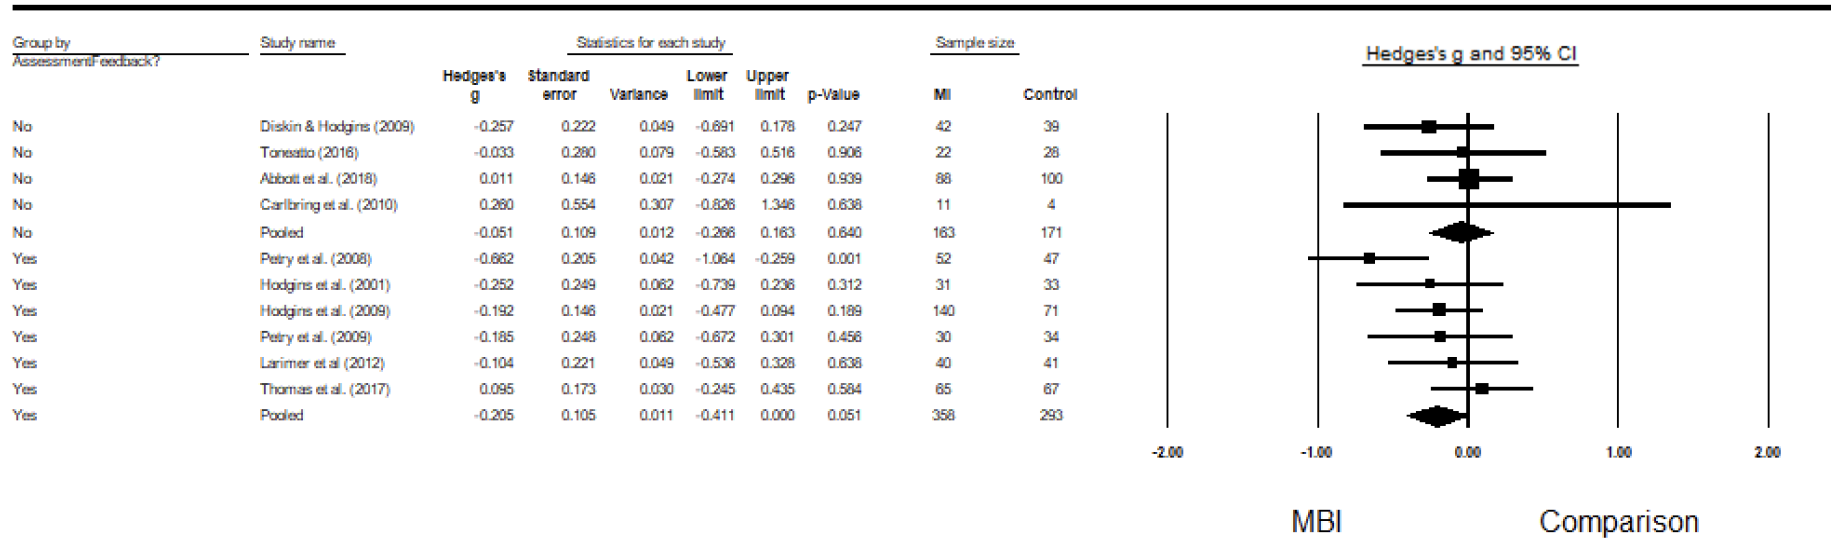 Group by Study name Statistics for each study Sample size Hedges's g and 95% CI
AssessmentFeedback?
Hedges's g Standard error Variance Lower limit Upper limit p-Value MI Control
No Diskin & Hodgins (2009) -0.257 0.222 0.049 -0.691 0.178 0.247 42 39
No Toneatto (2016) -0.033 0.280 0.079 -0.583 0.516 0.906 22 28
No Abbott et al. (2018) 0.011 0.146 0.021 -0.274 0.296 0.939 88 100
No Carlbring et al. (2010) 0.260 0.554 0.307 -0.826 1.346 0.638 11 4
No Pooled -0.051 0.109 0.012 -0.266 0.163 0.640 163 171
Yes Petry et al. (2008) -0.662 0.205 0.042 -1.064 -0.259 0.001 52 47
Yes Hodgins et al. (2001) -0.252 0.249 0.062 -0.739 0.236 0.312 31 33
Yes Hodgins et al. (2009) -0.192 0.146 0.021 -0.477 0.094 0.189 140 71
Yes Petry et al. (2009) -0.185 0.248 0.062 -0.672 0.301 0.456 30 34
Yes Larimer et al (2012) -0.104 0.221 0.049 -0.536 0.328 0.638 40 41
Yes Thomas et al. (2017) 0.095 0.173 0.030 -0.245 0.435 0.584 65 67
Yes Pooled -0.205 0.105 0.011 -0.411 0.000 0.051 358 293
-2.00 -1.00 0.00 1.00 2.00
MBI Comparison